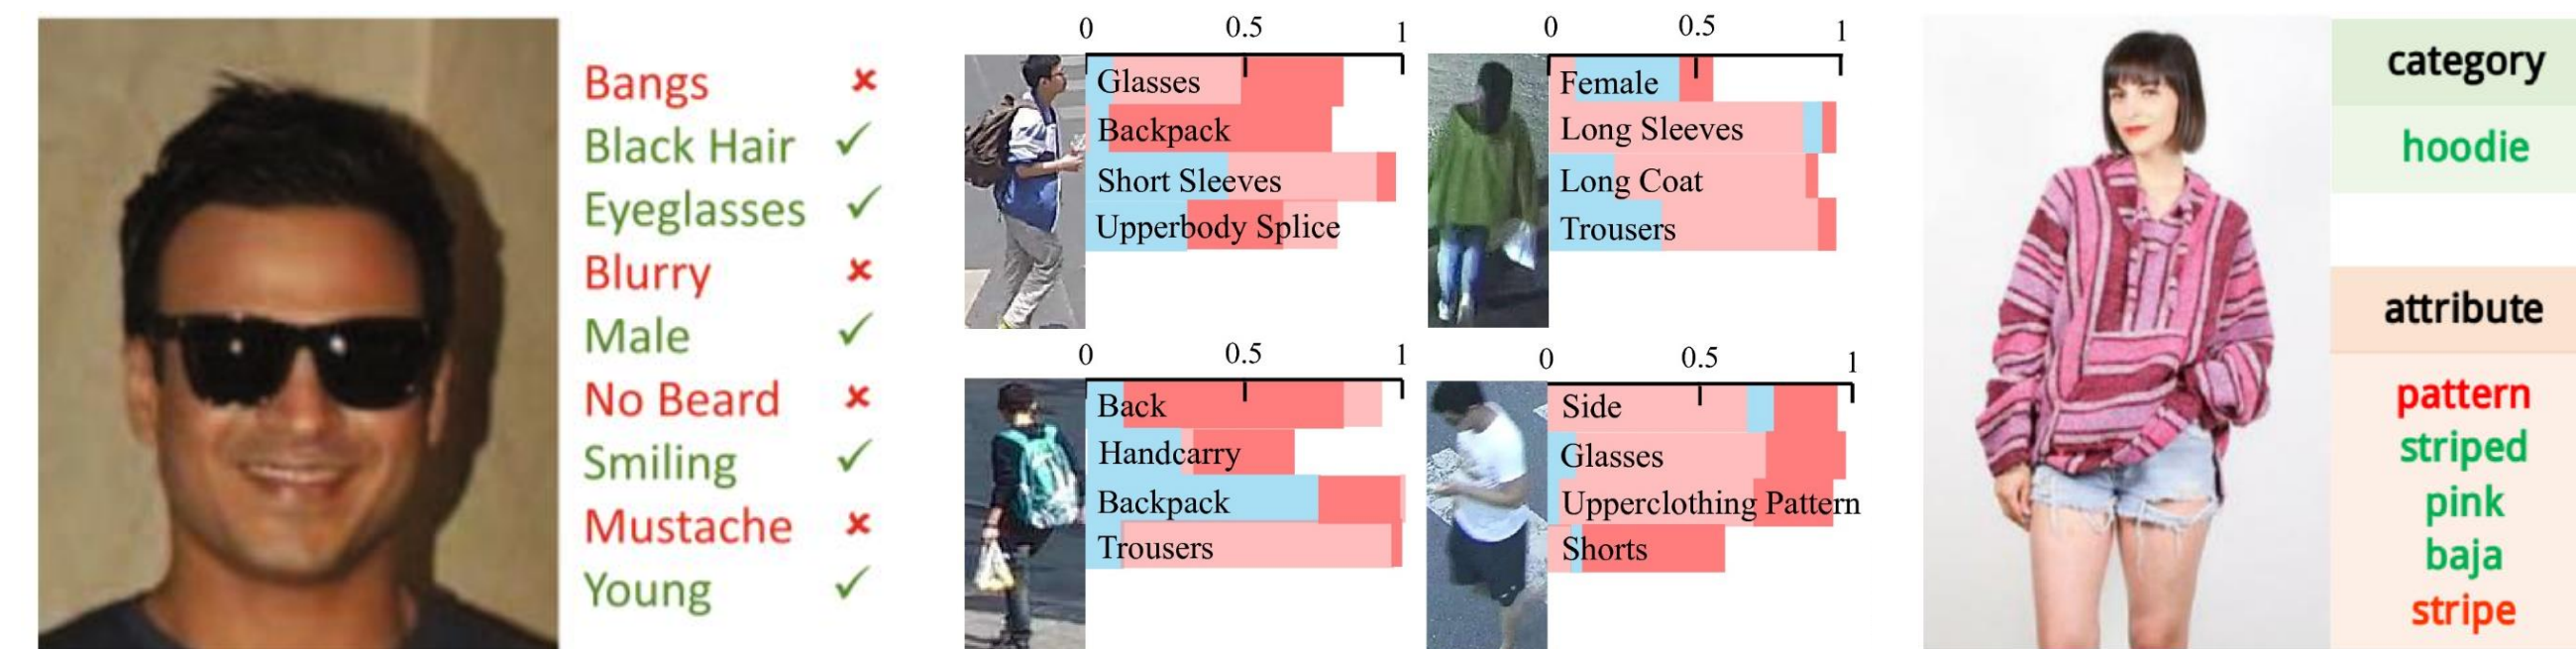 Bangs ✘
Black Hair ✓
Eyeglasses ✓
Blurry ✘
Male ✓
No Beard ✘
Smiling ✓
Mustache ✘
Young ✓
0 0.5 1
Glasses
Backpack
Short Sleeves
Upperbody Splice
0 0.5 1
Female
Long Sleeves
Long Coat
Trousers
0 0.5 1
Back
Handcarry
Backpack
Trousers
0 0.5 1
Side
Glasses
Upperclothing Pattern
Shorts
category
hoodie
attribute
pattern
striped
pink
baja
stripe